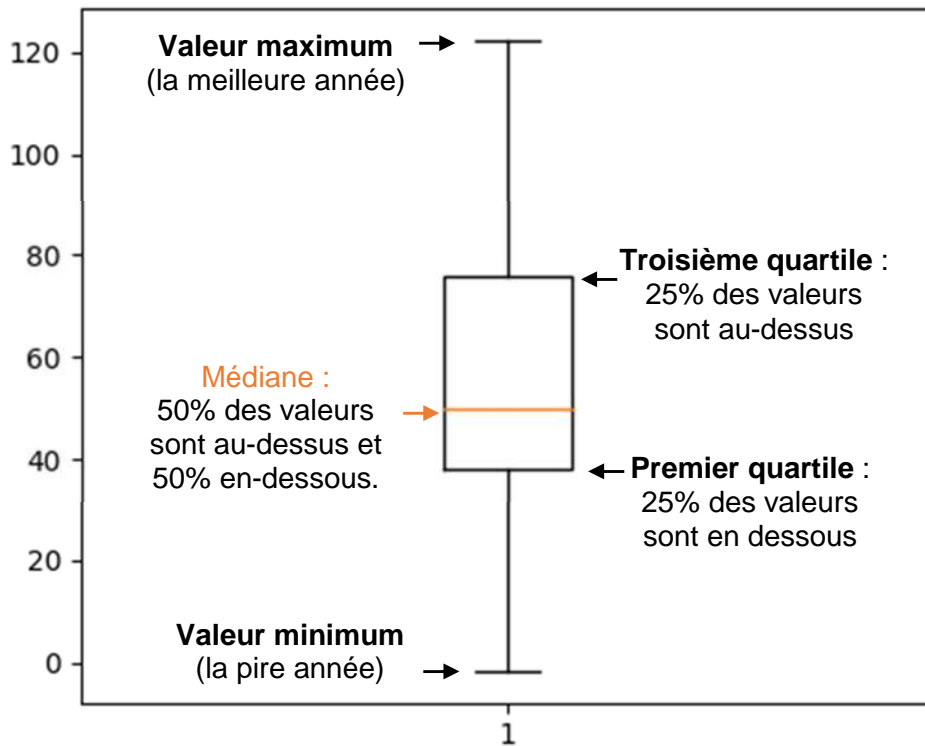 120
Valeur maximum
(la meilleure année)
100
80
Troisième quartile :
25% des valeurs
sont au-dessus
60
Médiane :
50% des valeurs
sont au-dessus et
50% en-dessous.
40
Premier quartile :
25% des valeurs
sont en dessous
20
Valeur minimum
(la pire année)
0
1